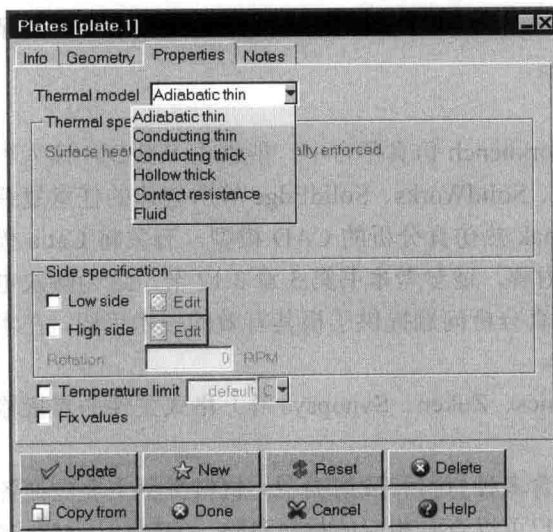 Plates [plate.1]
Info Geometry Properties Notes
Thermal model Adiabatic thin
Thermal spe
Adiabatic thin
Conducting thin
Conducting thick
Hollow thick
Contact resistance
Fluid
Surface heat ally enforced.
Side specification
Low side Edit
High side Edit
Rotation 0 RPM
Temperature limit default C
Fix values
Update New Reset Delete
Copy from Done Cancel Help